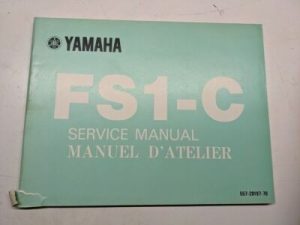 YAMAHA
FS1-C
SERVICE MANUAL
MANUEL D'ATELIER